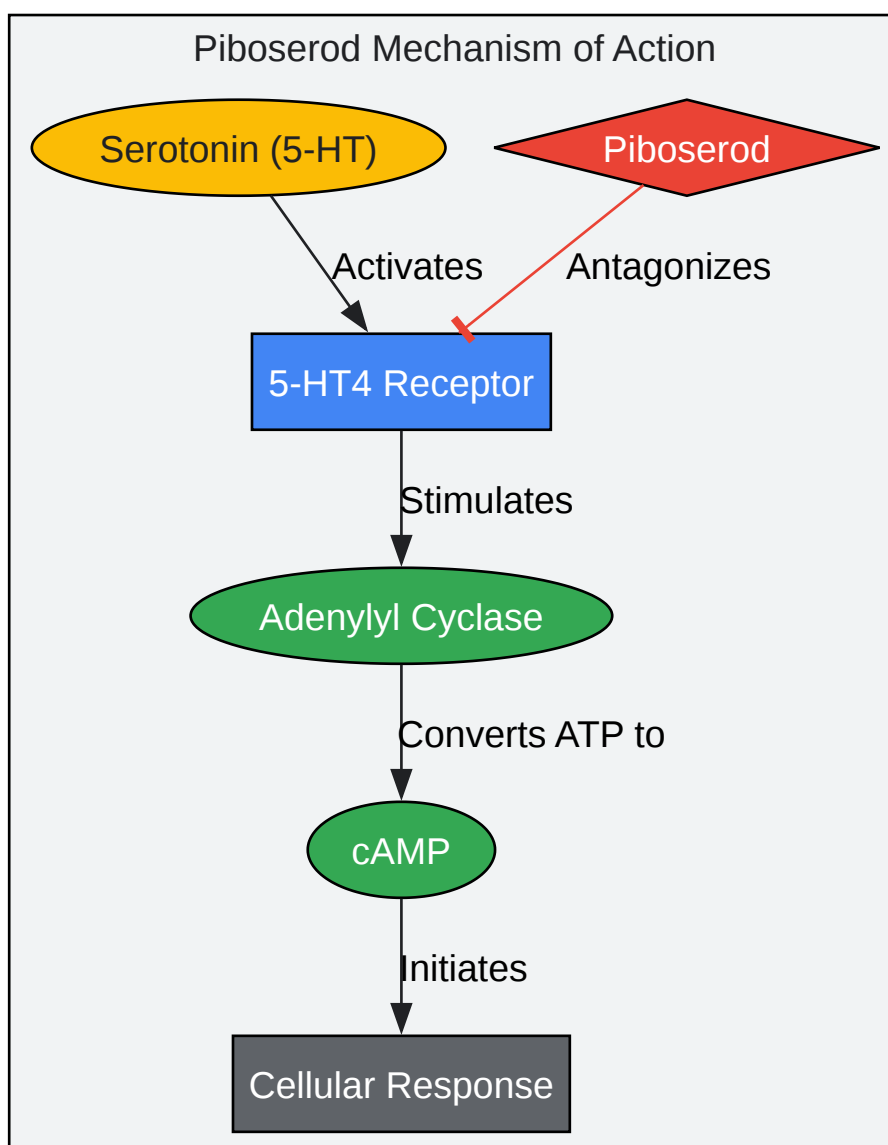 Piboserod Mechanism of Action
Serotonin (5-HT)
Piboserod
Activates
Antagonizes
5-HT4 Receptor
Stimulates
Adenylyl Cyclase
Converts ATP to
cAMP
Initiates
Cellular Response